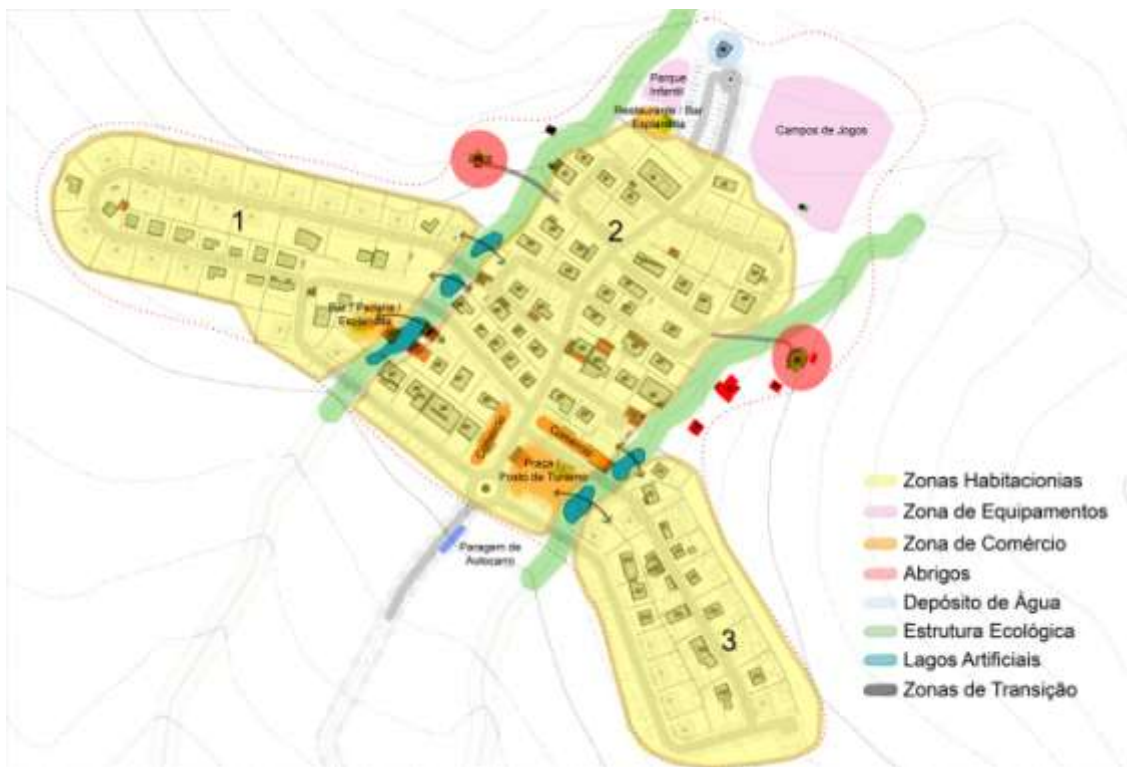 Parque
Infantil
Restaurante / Bar
Esplanada
Campos de Jogos
1
2
Bar / Padaria /
Esplanada
Comércio
Comércio
Praça /
Posto de Turismo
Paragem de
Autocarro
3
Zonas Habitacionias
Zona de Equipamentos
Zona de Comércio
Abrigos
Depósito de Água
Estrutura Ecológica
Lagos Artificiais
Zonas de Transição